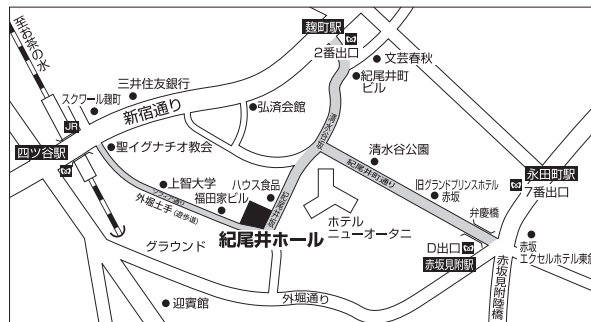 至お茶の水
麹町駅
2番出口
文芸春秋
紀尾井町
ビル
三井住友銀行
スクワール麹町
新宿通り
弘済会館
JR
四ツ谷駅
聖イグナチオ教会
清水谷坂
清水谷公園
紀尾井町通り
永田町駅
7番出口
上智大学
ソフィア通り
ハウス食品
福田家ビル
外堀土手(遊歩道)
紀尾井坂
旧グランドプリンスホテル
赤坂
弁慶橋
ホテル
ニューオータニ
グラウンド
紀尾井ホール
D出口
赤坂見附駅
赤坂
エクセルホテル東急
迎賓館
外堀通り
赤坂見附陸橋